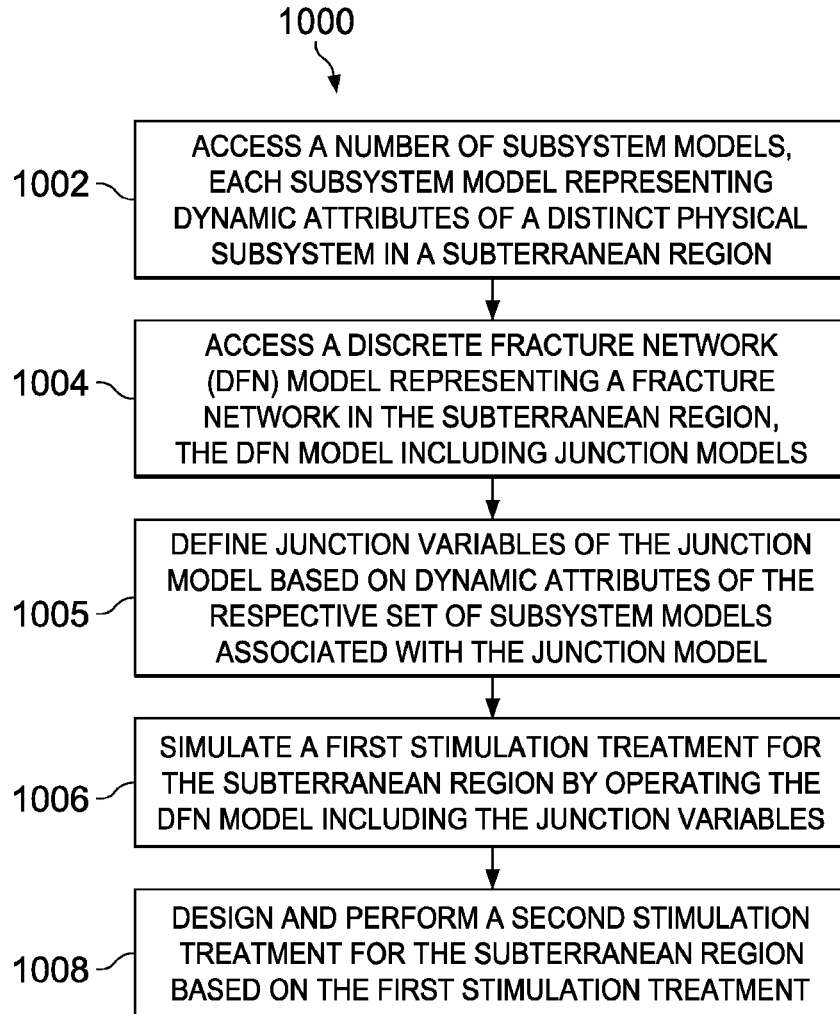 1000
1002
ACCESS A NUMBER OF SUBSYSTEM MODELS,
EACH SUBSYSTEM MODEL REPRESENTING
DYNAMIC ATTRIBUTES OF A DISTINCT PHYSICAL
SUBSYSTEM IN A SUBTERRANEAN REGION
1004
ACCESS A DISCRETE FRACTURE NETWORK
(DFN) MODEL REPRESENTING A FRACTURE
NETWORK IN THE SUBTERRANEAN REGION,
THE DFN MODEL INCLUDING JUNCTION MODELS
1005
DEFINE JUNCTION VARIABLES OF THE JUNCTION
MODEL BASED ON DYNAMIC ATTRIBUTES OF THE
RESPECTIVE SET OF SUBSYSTEM MODELS
ASSOCIATED WITH THE JUNCTION MODEL
1006
SIMULATE A FIRST STIMULATION TREATMENT FOR
THE SUBTERRANEAN REGION BY OPERATING THE
DFN MODEL INCLUDING THE JUNCTION VARIABLES
1008
DESIGN AND PERFORM A SECOND STIMULATION
TREATMENT FOR THE SUBTERRANEAN REGION
BASED ON THE FIRST STIMULATION TREATMENT